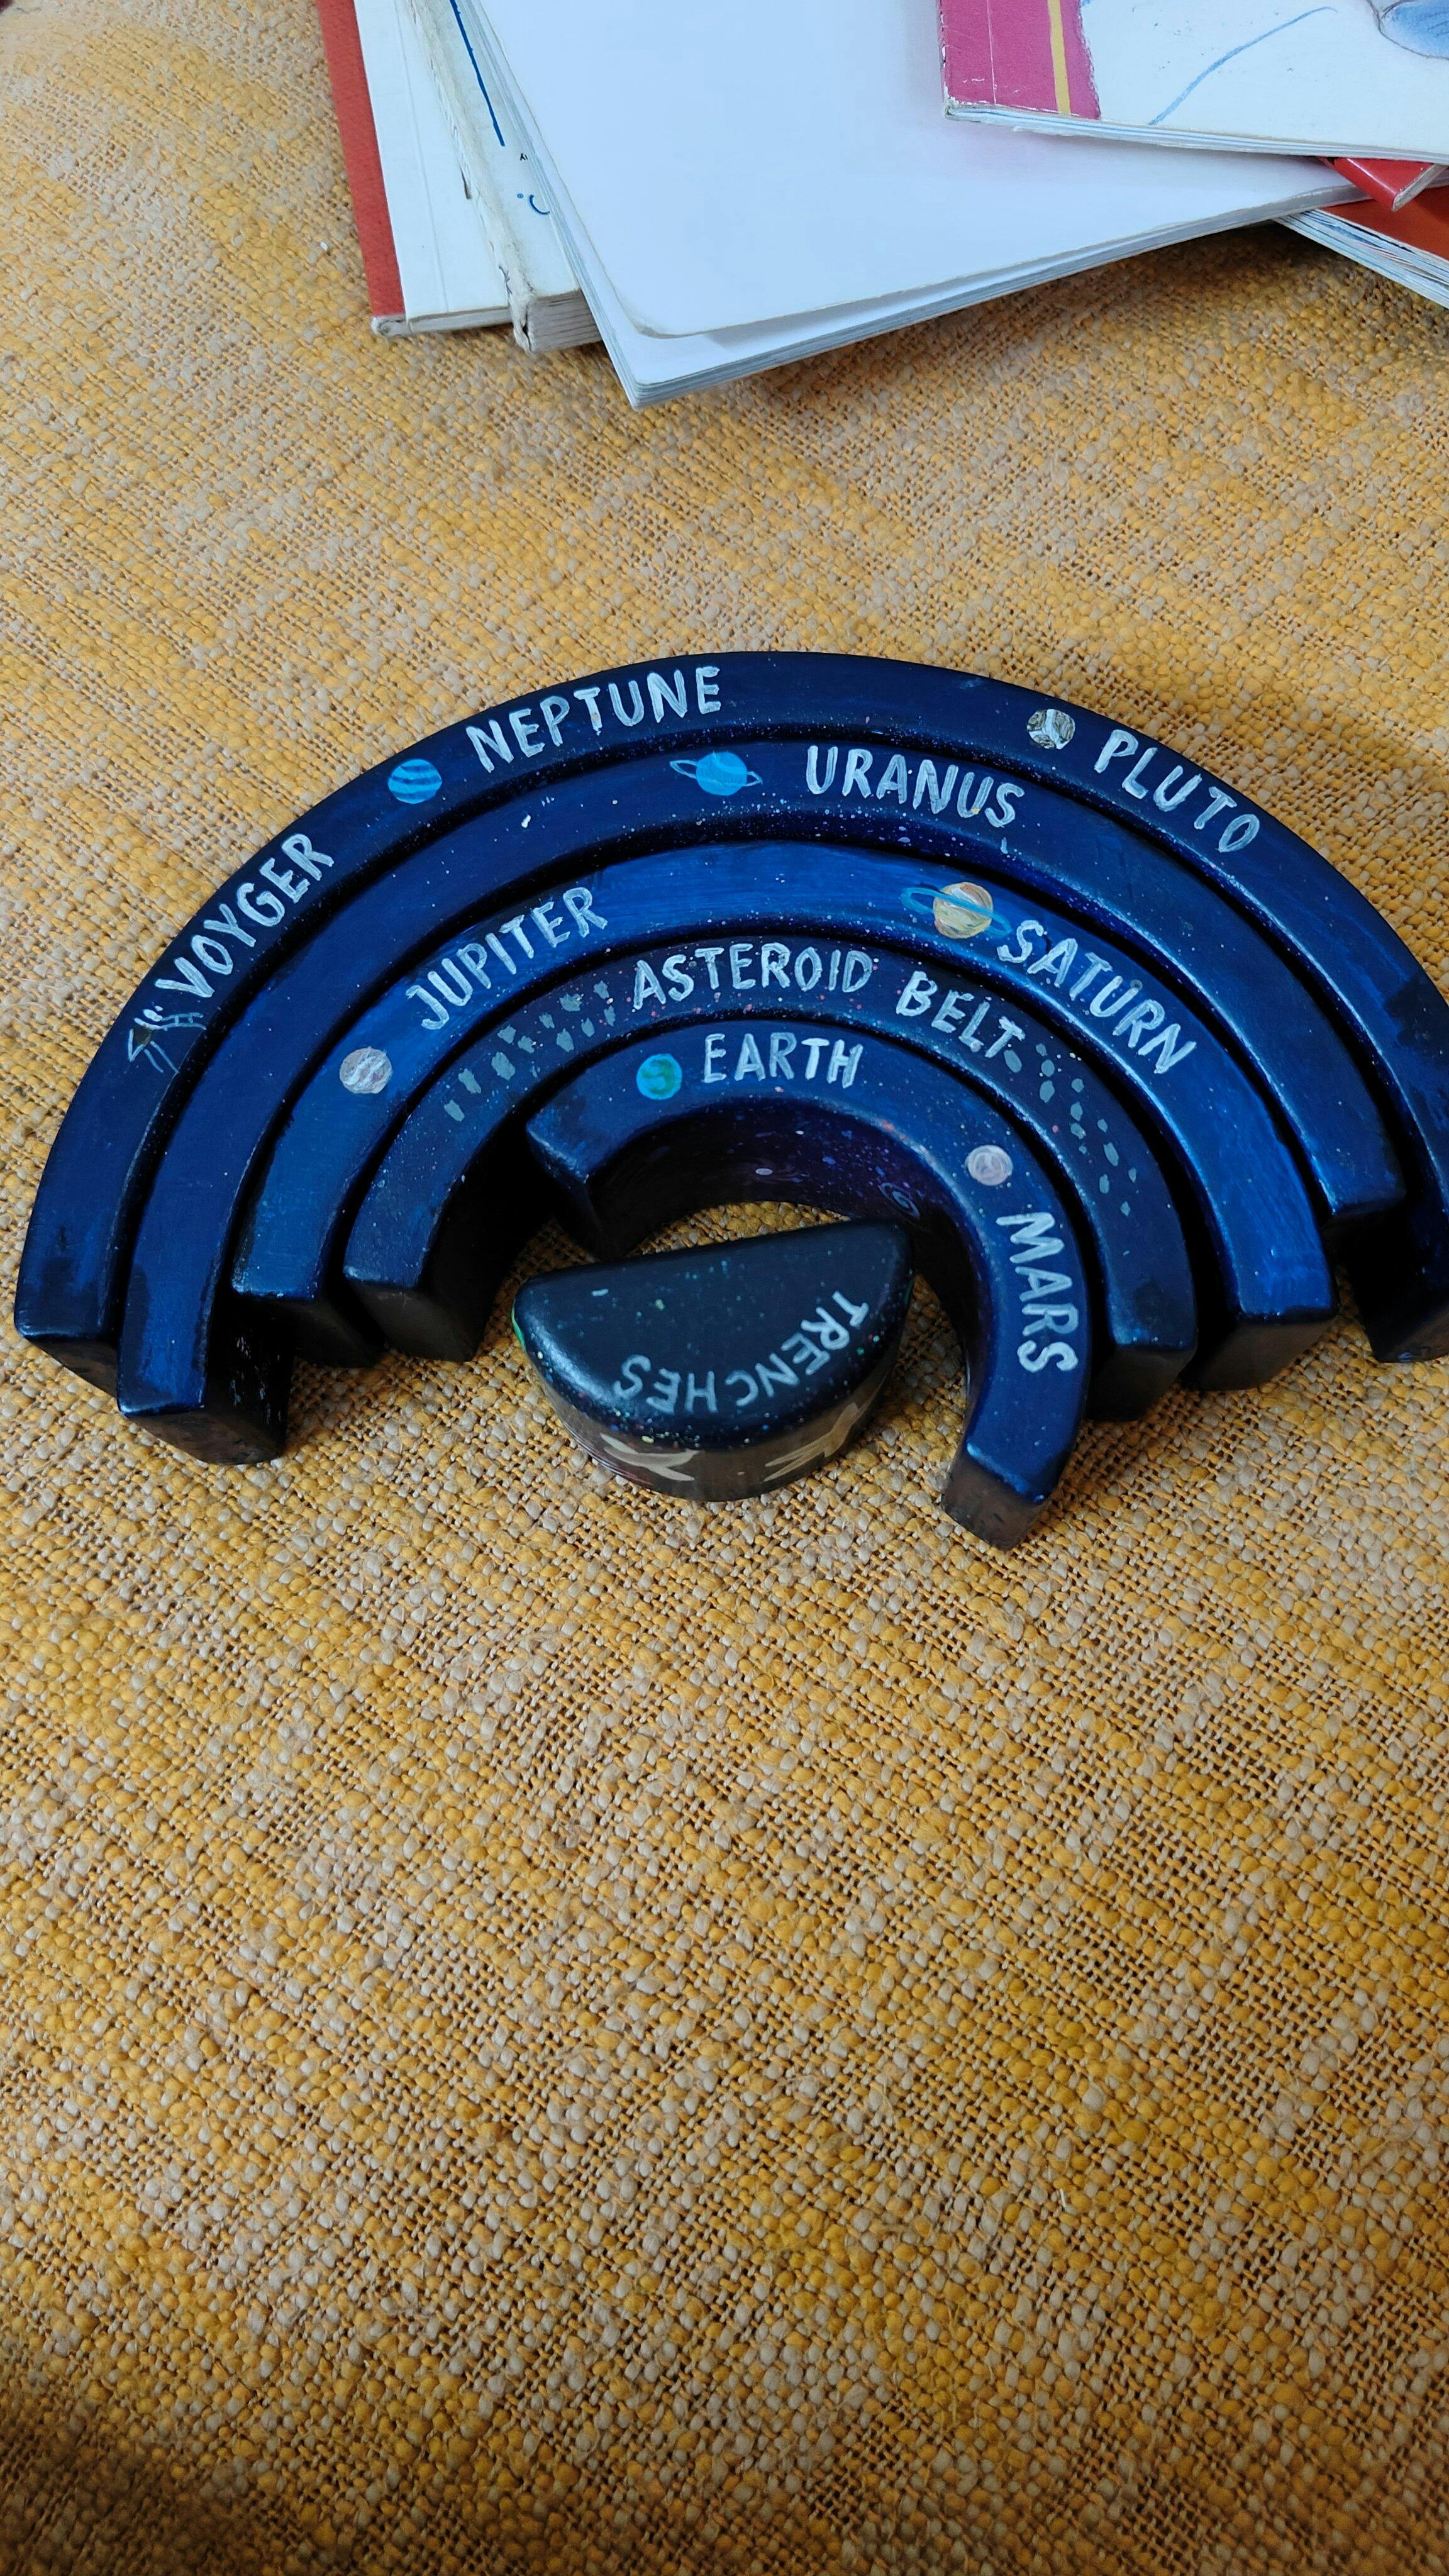 VOYGER NEPTUNE PLUTO
URANUS
JUPITER SATURN
ASTEROID BELT
EARTH MARS
TRENCHES